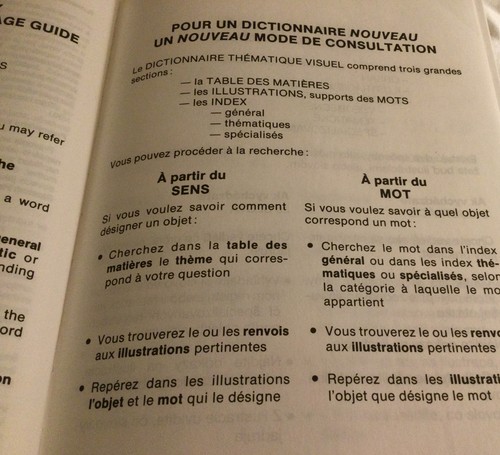 AGE GUIDE
u may refer
the
a word
general
tic or
nding
the
ord
on
POUR UN DICTIONNAIRE NOUVEAU
UN NOUVEAU MODE DE CONSULTATION
Le DICTIONNAIRE THÉMATIQUE VISUEL comprend trois grandes
sections :
— la TABLE DES MATIÈRES
— les ILLUSTRATIONS, supports des MOTS
— les INDEX
— général
— thématiques
— spécialisés
Vous pouvez procéder à la recherche :
À partir du
SENS
Si vous voulez savoir comment
désigner un objet :
• Cherchez dans la table des
matières le thème qui corres-
pond à votre question
• Vous trouverez le ou les renvois
aux illustrations pertinentes
• Repérez dans les illustrations
l'objet et le mot qui le désigne
À partir du
MOT
Si vous voulez savoir à quel objet
correspond un mot :
• Cherchez le mot dans l'index
général ou dans les index thé-
matiques ou spécialisés, selon
la catégorie à laquelle le mo
appartient
• Vous trouverez le ou les renvo
aux illustrations pertinentes
• Repérez dans les illustrati
l'objet que désigne le mot